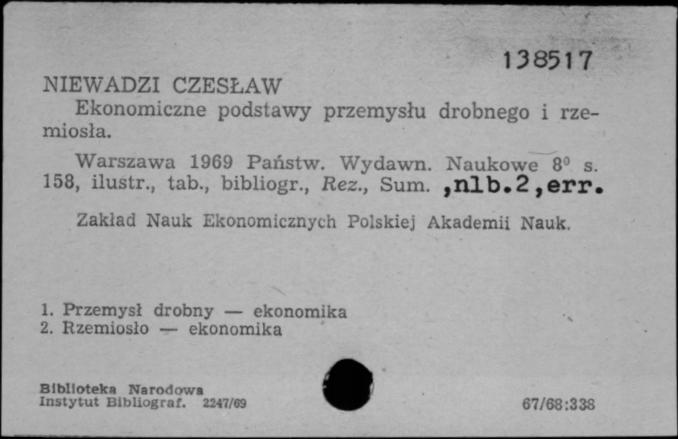 138517
NIEWADZI CZESŁAW
Ekonomiczne podstawy przemysłu drobnego i rze-
miosła.
Warszawa 1969 Państw. Wydawn. Naukowe 8º s.
158, ilustr., tab., bibliogr., Rez., Sum. ,nlb.2,err.
Zakład Nauk Ekonomicznych Polskiej Akademii Nauk.
1. Przemysł drobny — ekonomika
2. Rzemiosło — ekonomika
Biblioteka Narodowa
Instytut Bibliograf. 2247/69
67/68:338